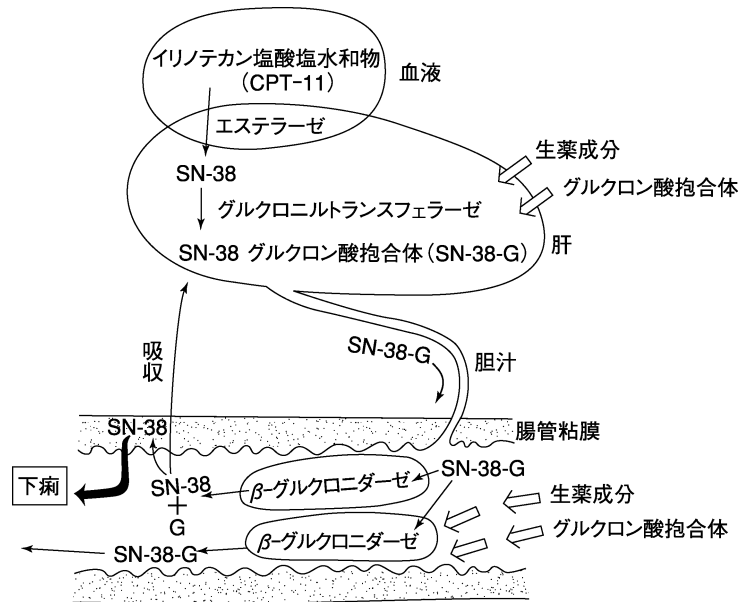 イリノテカン塩酸塩水和物
(CPT-11)
血液
エステラーゼ
生薬成分
SN-38
グルクロン酸抱合体
グルクロニルトランスフェラーゼ
SN-38 グルクロン酸抱合体(SN-38-G)
肝
吸収
SN-38-G
胆汁
SN-38
腸管粘膜
下痢
SN-38
+
G
β-グルクロニダーゼ
SN-38-G
生薬成分
グルクロン酸抱合体
β-グルクロニダーゼ
SN-38-G